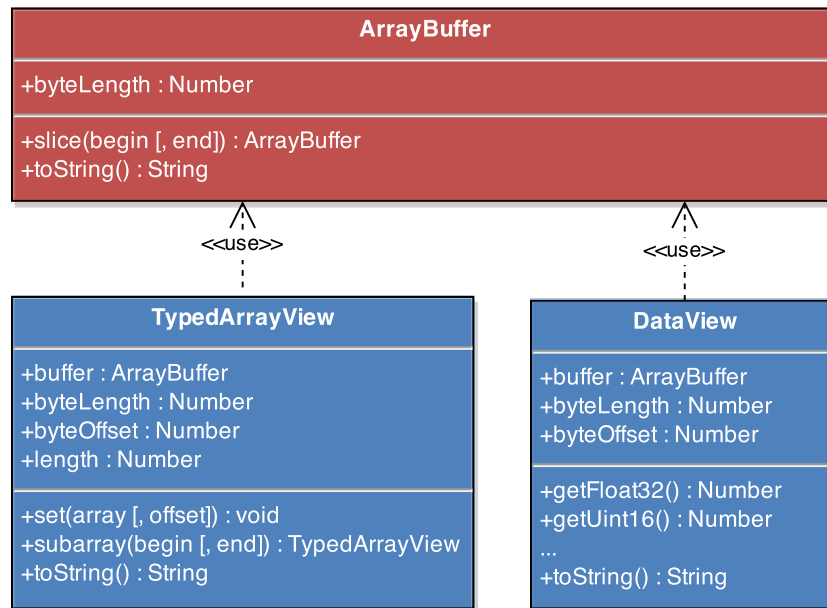 ArrayBuffer
+byteLength : Number
+slice(begin [, end]) : ArrayBuffer
+toString() : String
<<use>>
<<use>>
TypedArrayView
+buffer : ArrayBuffer
+byteLength : Number
+byteOffset : Number
+length : Number
+set(array [, offset]) : void
+subarray(begin [, end]) : TypedArrayView
+toString() : String
DataView
+buffer : ArrayBuffer
+byteLength : Number
+byteOffset : Number
+getFloat32() : Number
+getUint16() : Number
...
+toString() : String